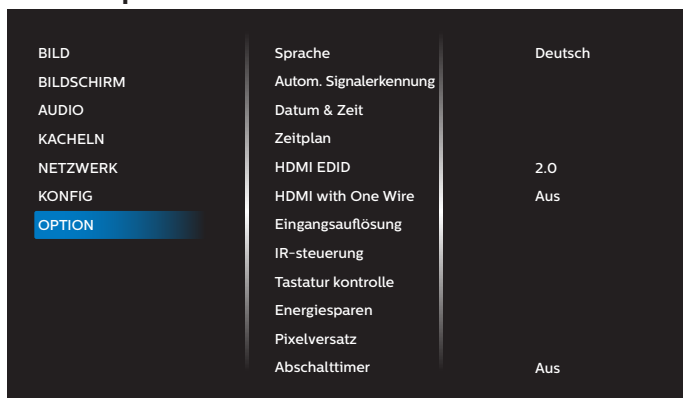 BILD
BILDSCHIRM
AUDIO
KACHELN
NETZWERK
KONFIG
OPTION
Sprache Deutsch
Autom. Signalerkennung
Datum & Zeit
Zeitplan
HDMI EDID 2.0
HDMI with One Wire Aus
Eingangsauflösung
IR-steuerung
Tastatur kontrolle
Energiesparen
Pixelversatz
Abschalttimer Aus